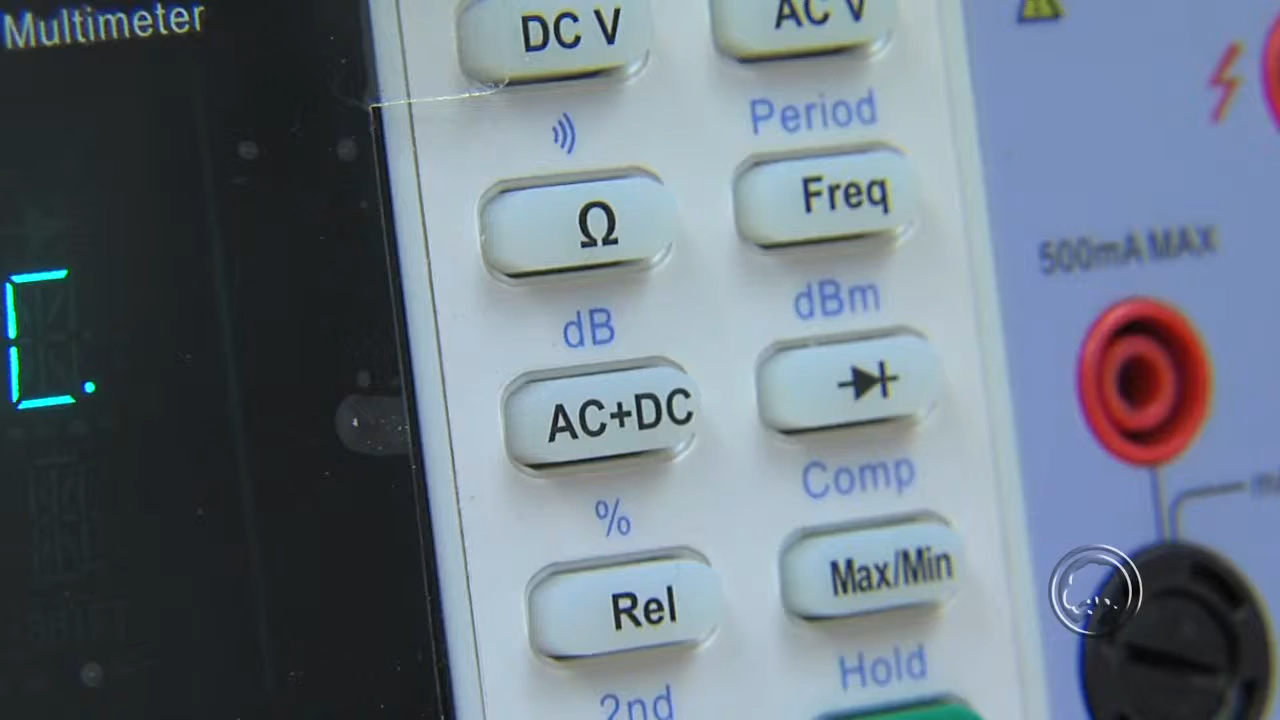 Multimeter
DC V
AC V
Period
Ω
Freq
500mA MAX
dB
dBm
C.
AC+DC
Comp
%
Max/Min
Rel
Hold
2nd